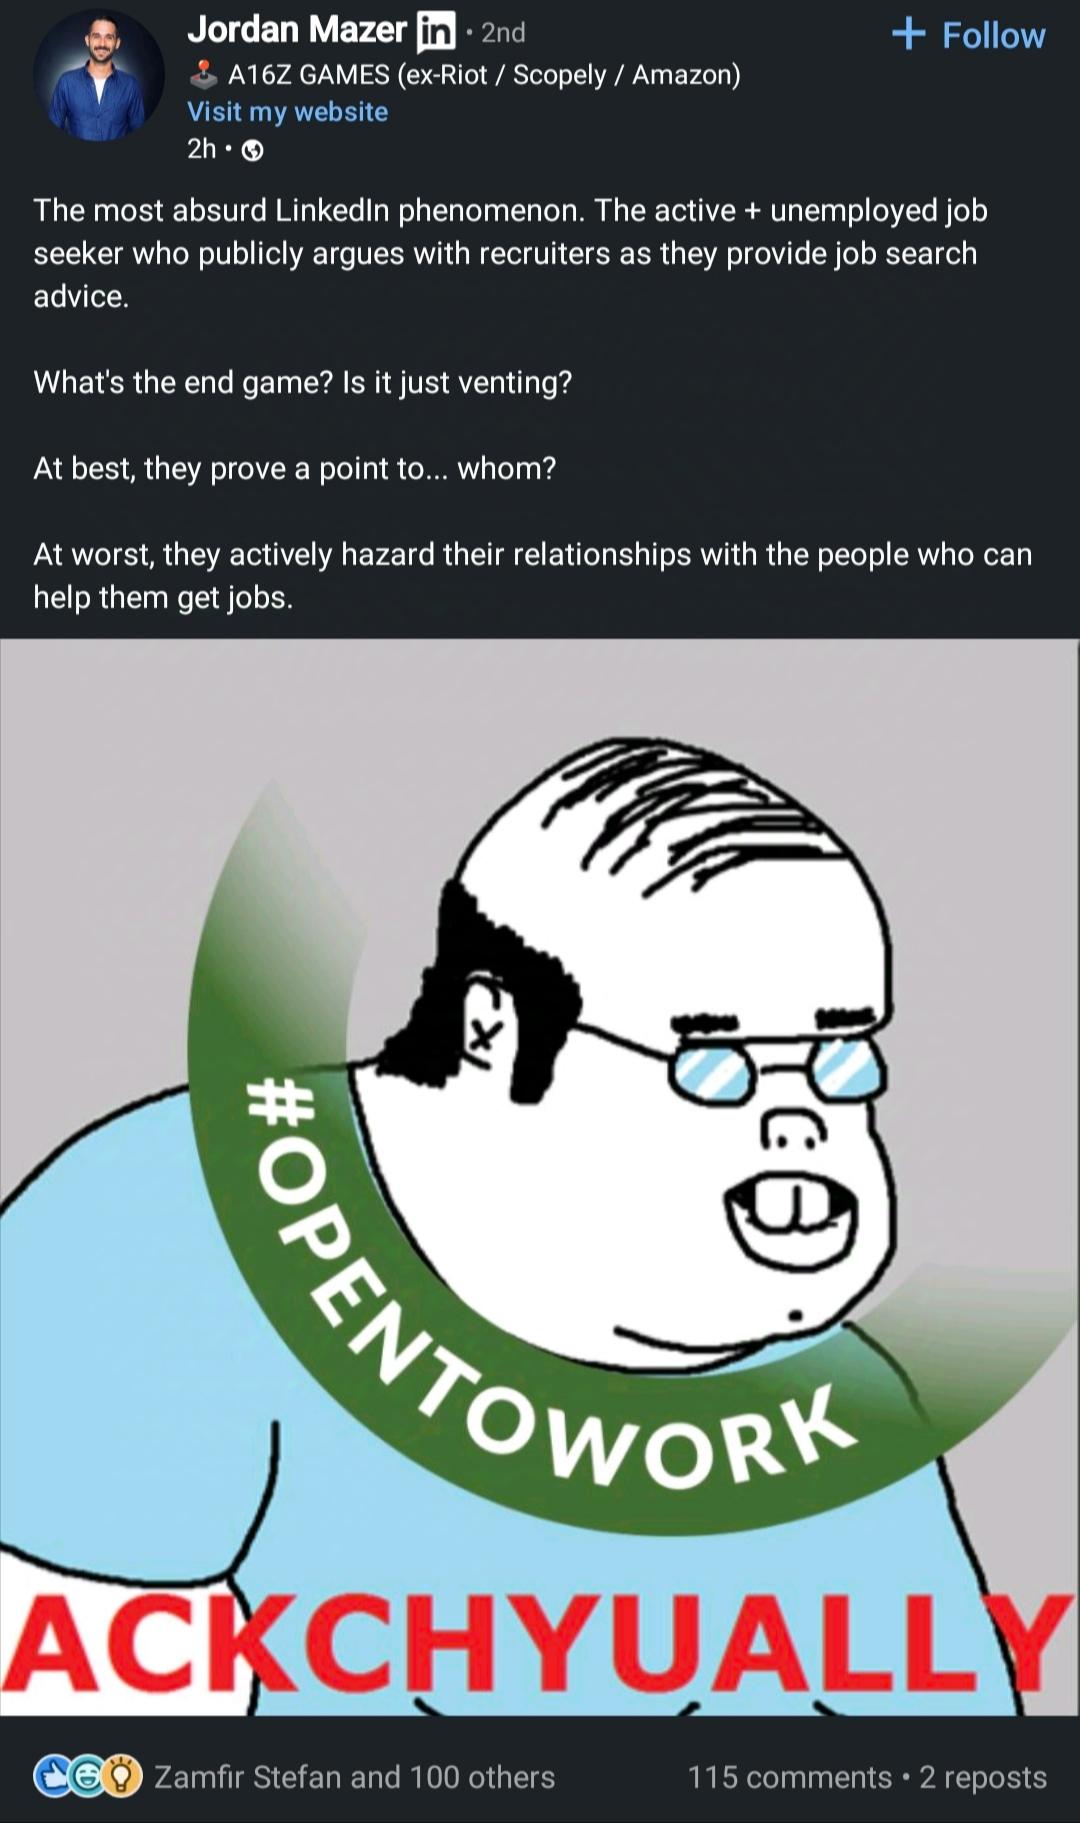 Jordan Mazer in • 2nd
+ Follow
A16Z GAMES (ex-Riot / Scopely / Amazon)
Visit my website
2h •
The most absurd LinkedIn phenomenon. The active + unemployed job
seeker who publicly argues with recruiters as they provide job search
advice.
What's the end game? Is it just venting?
At best, they prove a point to... whom?
At worst, they actively hazard their relationships with the people who can
help them get jobs.
#OPENTOWORK
ACKCHYUALLY
Zamfir Stefan and 100 others
115 comments • 2 reposts